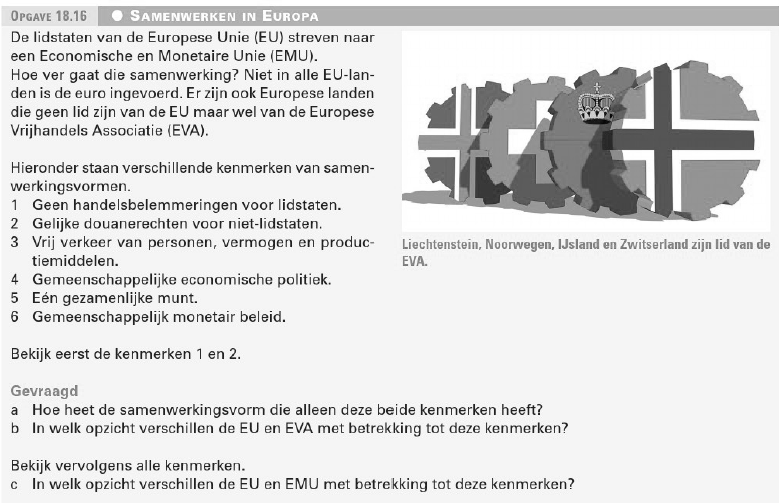 OPGAVE 18.16 ● SAMENWERKEN IN EUROPA
De lidstaten van de Europese Unie (EU) streven naar
een Economische en Monetaire Unie (EMU).
Hoe ver gaat die samenwerking? Niet in alle EU-lan-
den is de euro ingevoerd. Er zijn ook Europese landen
die geen lid zijn van de EU maar wel van de Europese
Vrijhandels Associatie (EVA).
Hieronder staan verschillende kenmerken van samen-
werkingsvormen.
1 Geen handelsbelemmeringen voor lidstaten.
2 Gelijke douanerechten voor niet-lidstaten.
3 Vrij verkeer van personen, vermogen en produc-
tiemiddelen.
4 Gemeenschappelijke economische politiek.
5 Eén gezamenlijke munt.
6 Gemeenschappelijk monetair beleid.
Liechtenstein, Noorwegen, IJsland en Zwitserland zijn lid van de
EVA.
Bekijk eerst de kenmerken 1 en 2.
Gevraagd
a Hoe heet de samenwerkingsvorm die alleen deze beide kenmerken heeft?
b In welk opzicht verschillen de EU en EVA met betrekking tot deze kenmerken?
Bekijk vervolgens alle kenmerken.
c In welk opzicht verschillen de EU en EMU met betrekking tot deze kenmerken?